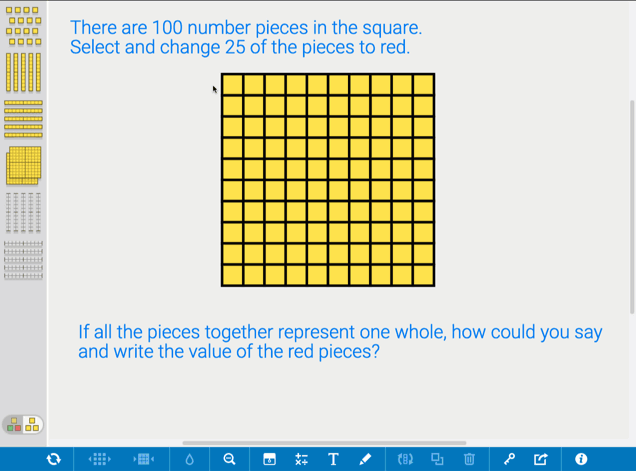 There are 100 number pieces in the square.
Select and change 25 of the pieces to red.
If all the pieces together represent one whole, how could you say
and write the value of the red pieces?